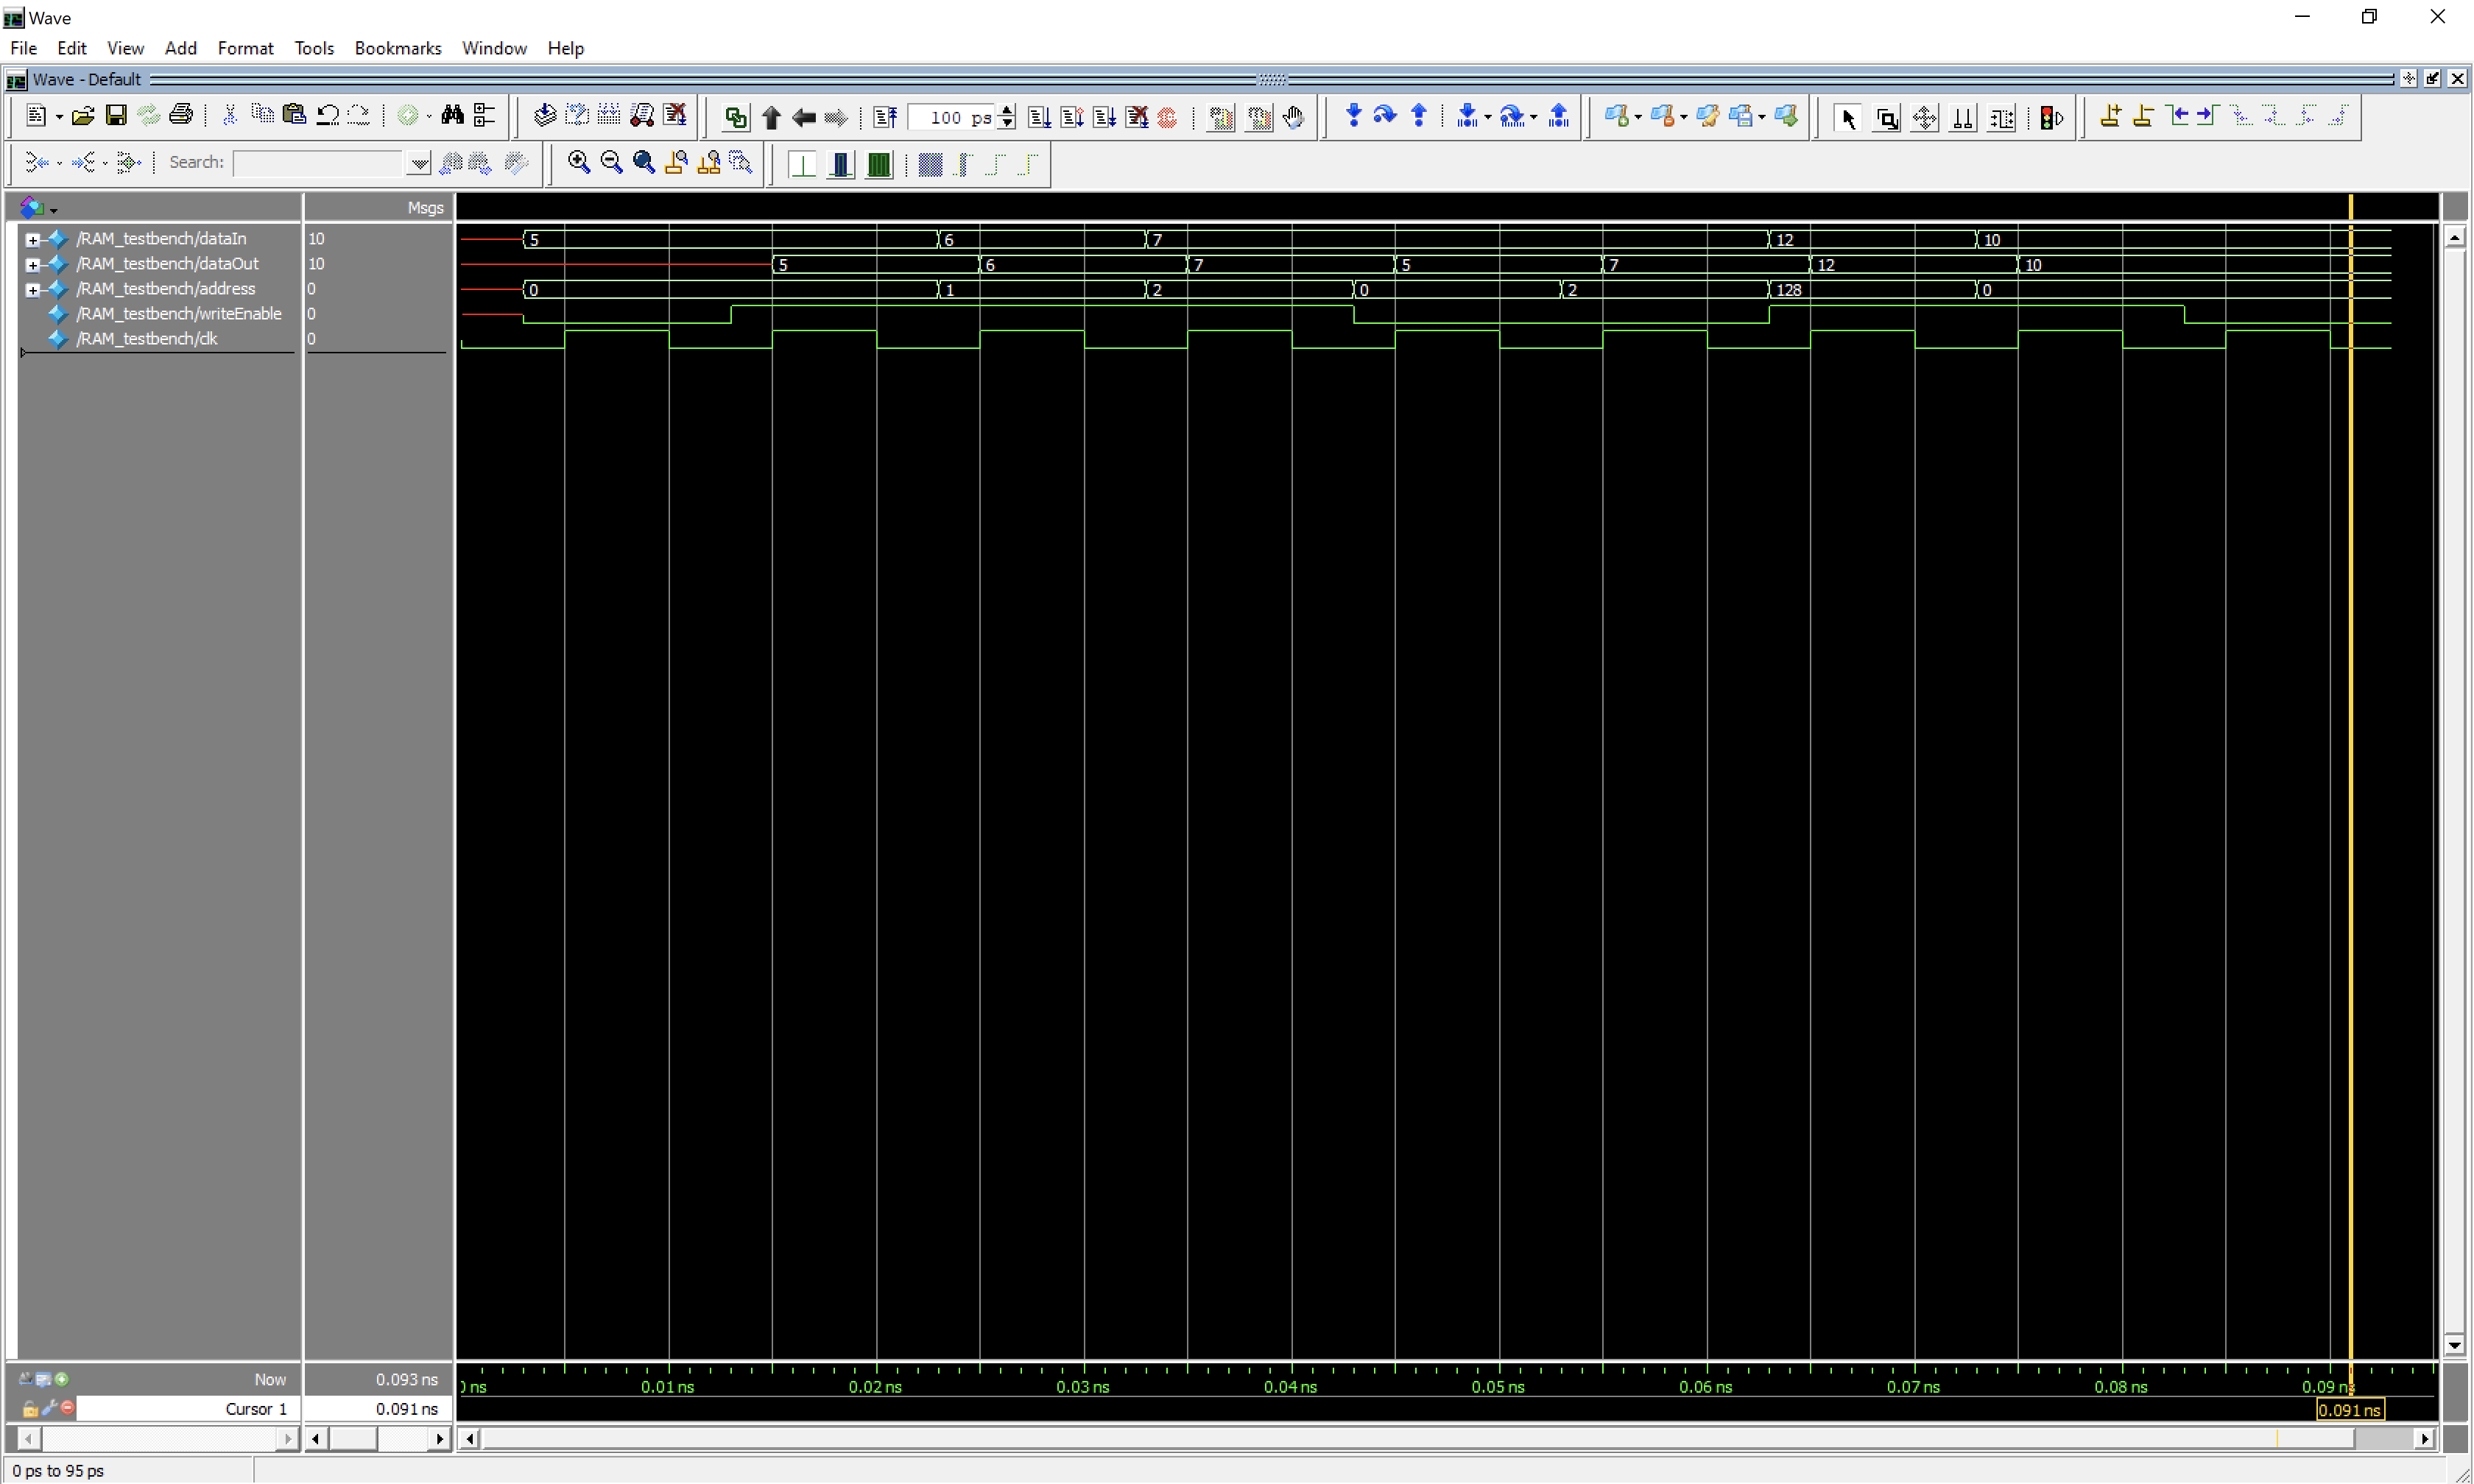 Wave
File Edit View Add Format Tools Bookmarks Window Help
Wave - Default
100 ps
Search:
Msgs
/RAM_testbench/dataIn 10 5 6 7 12 10
/RAM_testbench/dataOut 10 5 6 7 5 7 12 10
/RAM_testbench/address 0 0 1 2 0 2 128 0
/RAM_testbench/writeEnable 0
/RAM_testbench/clk 0
Now 0.093 ns ns 0.01 ns 0.02 ns 0.03 ns 0.04 ns 0.05 ns 0.06 ns 0.07 ns 0.08 ns 0.09 ns
Cursor 1 0.091 ns 0.091 ns
0 ps to 95 ps